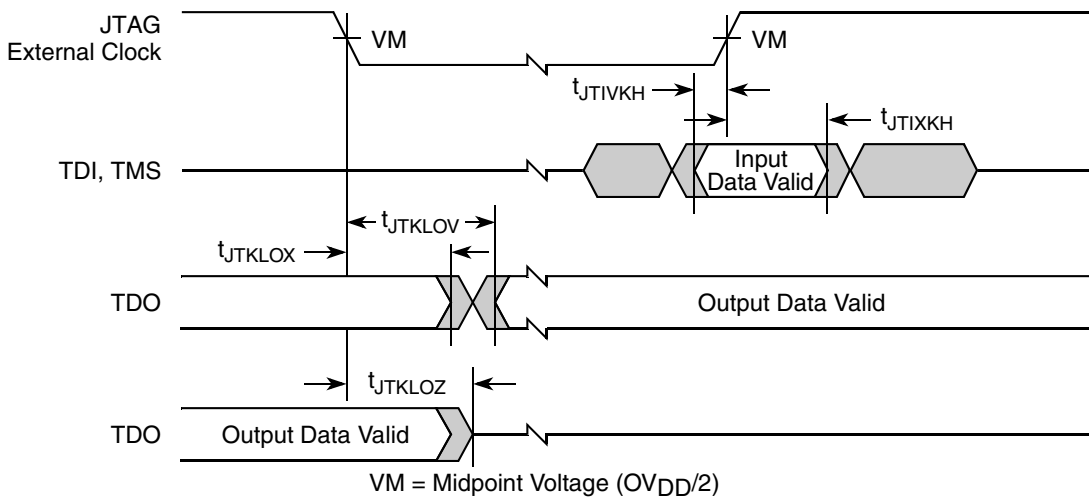 JTAG
External Clock
VM
VM
tJTIVKH
tJTIXKH
TDI, TMS
Input
Data Valid
tJTKLOV
tJTKLOX
TDO
Output Data Valid
tJTKLOZ
TDO
Output Data Valid
VM = Midpoint Voltage (OVDD/2)